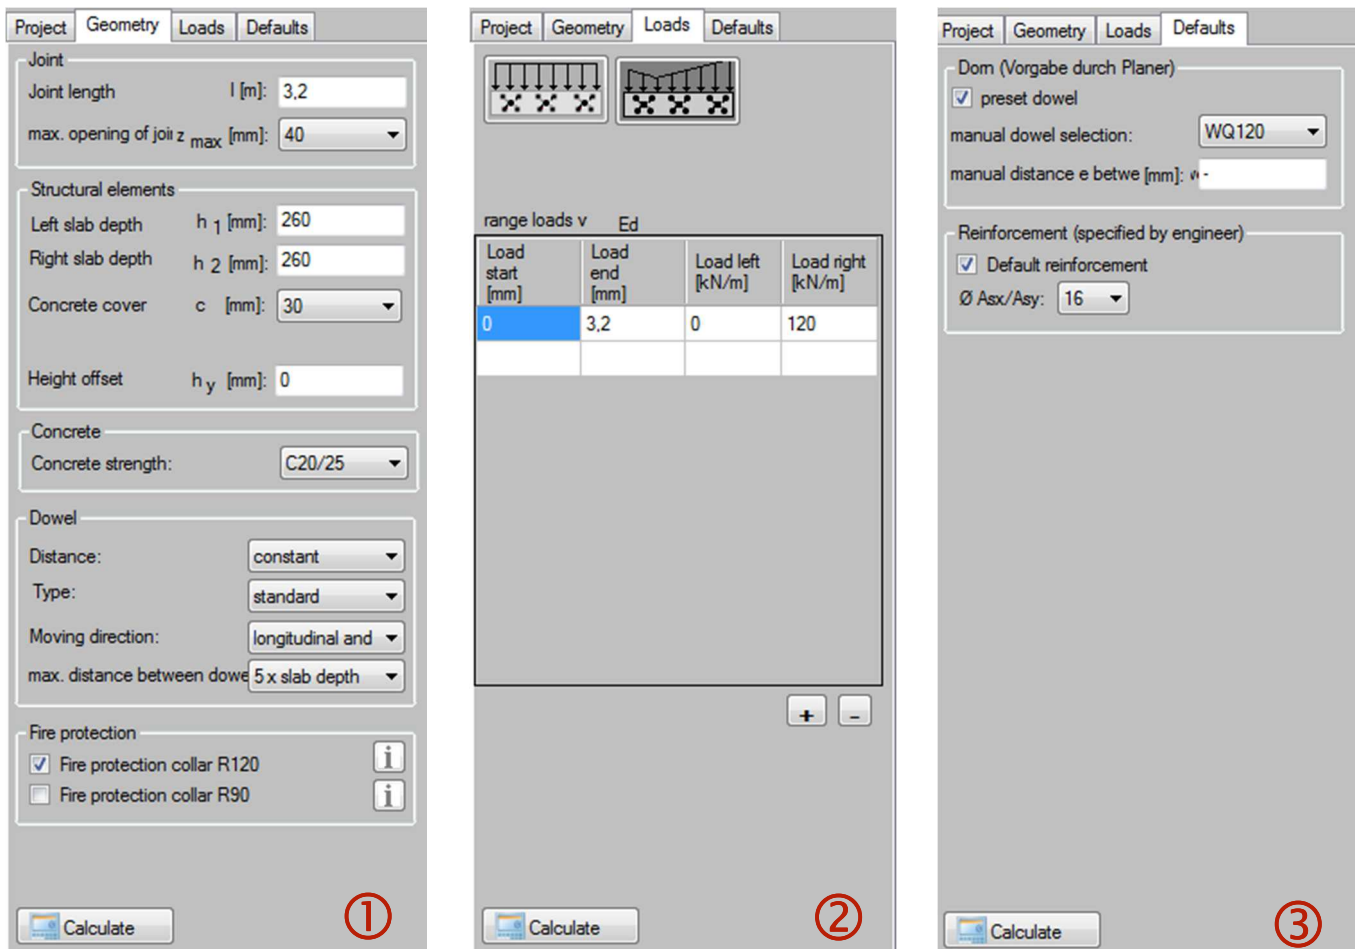 Project Geometry Loads Defaults
Joint
Joint length l [m]: 3,2
max. opening of joi z max [mm]: 40
Structural elements
Left slab depth h 1 [mm]: 260
Right slab depth h 2 [mm]: 260
Concrete cover c [mm]: 30
Height offset h y [mm]: 0
Concrete
Concrete strength: C20/25
Dowel
Distance: constant
Type: standard
Moving direction: longitudinal and
max. distance between dowe 5 x slab depth
Fire protection
Fire protection collar R120 i
Fire protection collar R90 i
Calculate
①
Project Geometry Loads Defaults
range loads v Ed
Load start [mm] Load end [mm] Load left [kN/m] Load right [kN/m]
0 3,2 0 120
+ -
Calculate
②
Project Geometry Loads Defaults
Dorn (Vorgabe durch Planer)
preset dowel
manual dowel selection: WQ120
manual distance e betwe [mm]: -
Reinforcement (specified by engineer)
Default reinforcement
Ø Asx/Asy: 16
Calculate
③